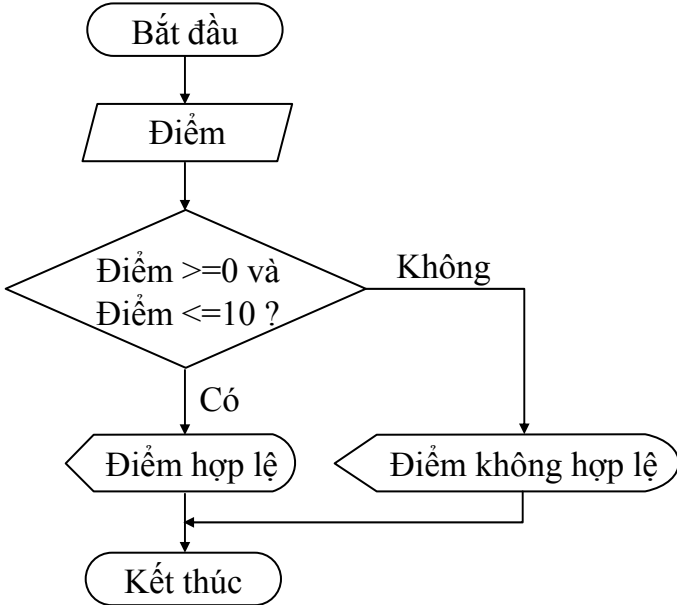 Bắt đầu
Điểm
Điểm >=0 và
Điểm <=10 ?
Không
Có
Điểm hợp lệ
Điểm không hợp lệ
Kết thúc